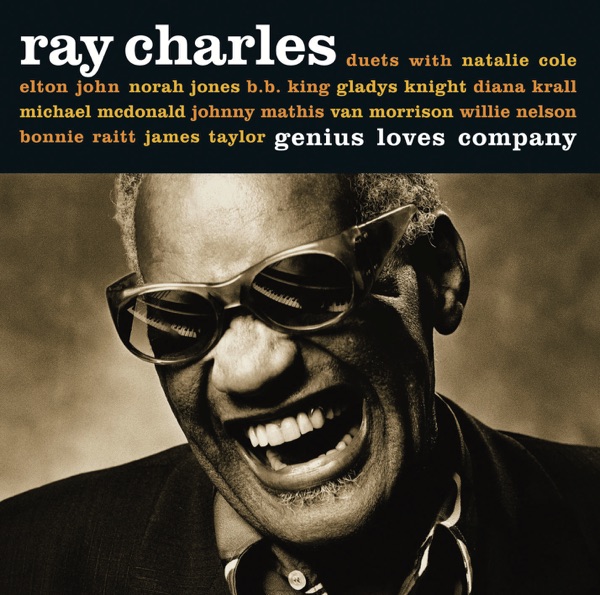 ray charles duets with natalie cole
elton john norah jones b.b. king gladys knight diana krall
michael mcdonald johnny mathis van morrison willie nelson
bonnie raitt james taylor genius loves company